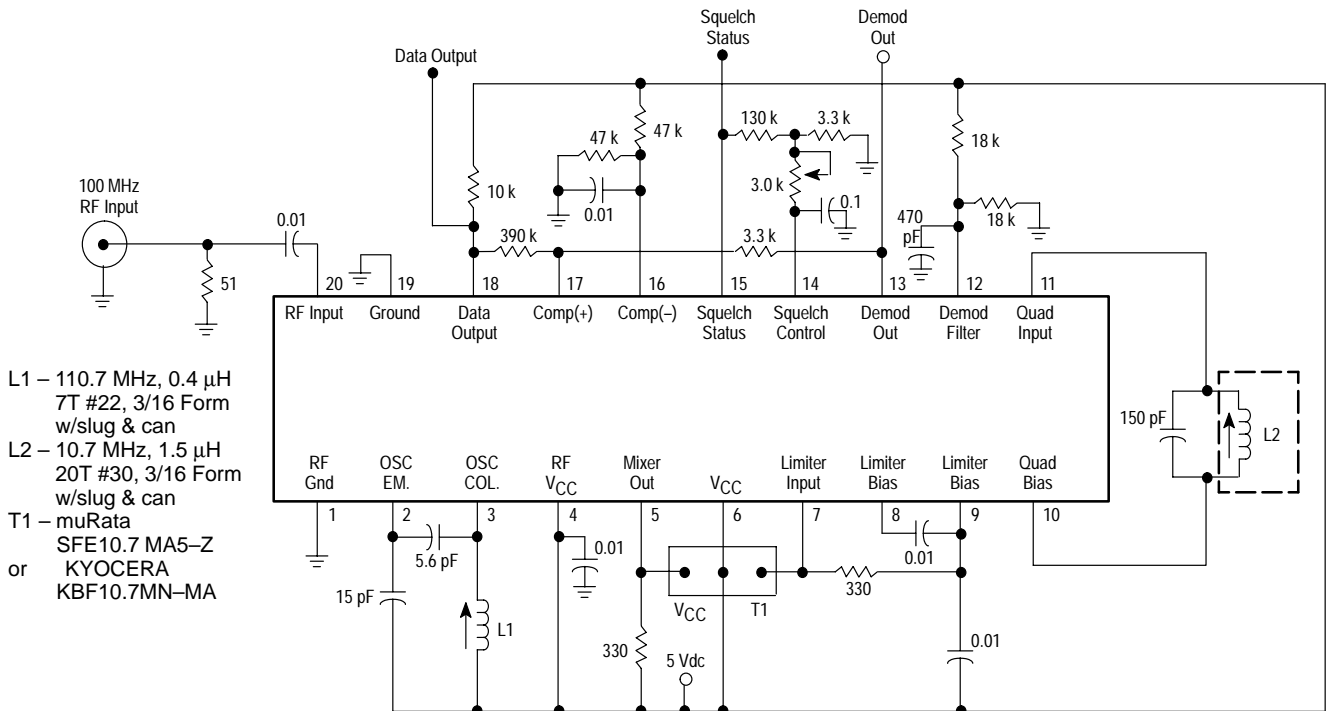 Squelch
Status
Demod
Out
Data Output
47 k
47 k
130 k
3.3 k
18 k
100 MHz
RF Input
10 k
0.01
3.0 k
0.1
0.01
390 k
3.3 k
470
pF
18 k
51
20
19
18
17
16
15
14
13
12
11
RF Input
Ground
Data
Output
Comp(+)
Comp(–)
Squelch
Status
Squelch
Control
Demod
Out
Demod
Filter
Quad
Input
L1 – 110.7 MHz, 0.4 μH
7T #22, 3/16 Form
w/slug & can
L2 – 10.7 MHz, 1.5 μH
20T #30, 3/16 Form
w/slug & can
T1 – muRata
SFE10.7 MA5–Z
or KYOCERA
KBF10.7MN–MA
150 pF
L2
RF
Gnd
OSC
EM.
OSC
COL.
RF
VCC
Mixer
Out
VCC
Limiter
Input
Limiter
Bias
Limiter
Bias
Quad
Bias
1
2
3
4
5
6
7
8
9
10
5.6 pF
0.01
0.01
15 pF
L1
VCC
T1
330
330
5 Vdc
0.01